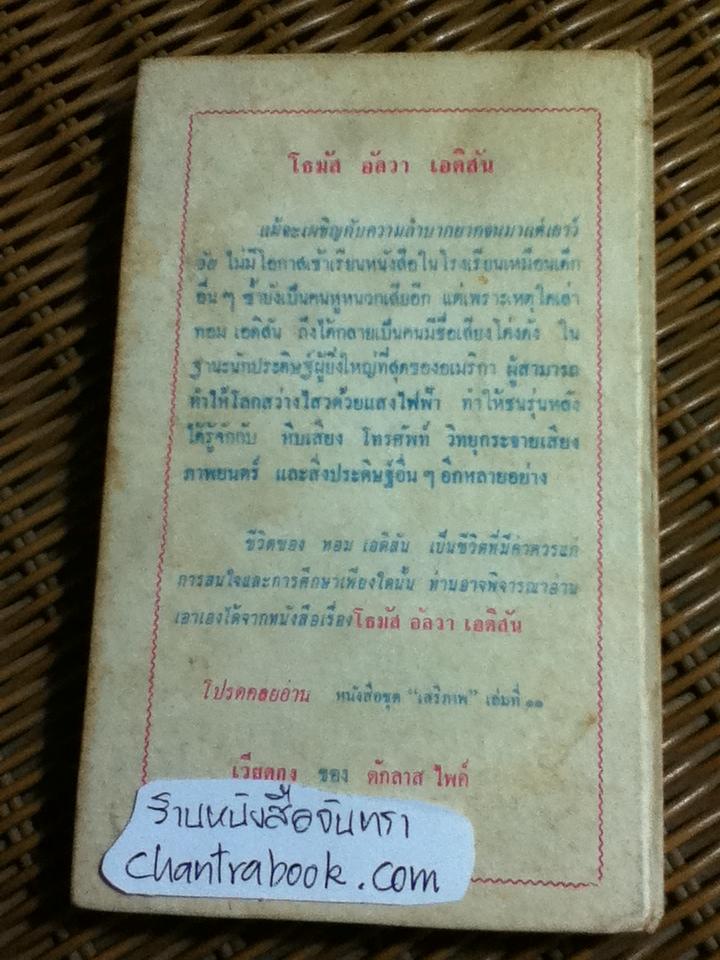 โธมัส อัลวา เอดิสัน
แม้จะเผชิญกับความลำบากยากจนมาแต่เยาว์
วัย ไม่มีโอกาสเข้าเรียนหนังสือในโรงเรียนเหมือนเด็ก
อื่น ๆ ซ้ำยังเป็นคนหูหนวกเสียอีก แต่เพราะเหตุใดเล่า
ทอม เอดิสัน ถึงได้กลายเป็นคนมีชื่อเสียงโด่งดัง ใน
ฐานะนักประดิษฐ์ผู้ยิ่งใหญ่ที่สุดของอเมริกา ผู้สามารถ
ทำให้โลกสว่างไสวด้วยแสงไฟฟ้า ทำให้ชนรุ่นหลัง
ได้รู้จักกับ หีบเสียง โทรศัพท์ วิทยุกระจายเสียง
ภาพยนตร์ และสิ่งประดิษฐ์อื่น ๆ อีกหลายอย่าง
ชีวิตของ ทอม เอดิสัน เป็นชีวิตที่มีค่าควรแก่
การสนใจและการศึกษาเพียงใดนั้น ท่านอาจพิจารณาอ่าน
เอาเองได้จากหนังสือเรื่องโธมัส อัลวา เอดิสัน
โปรดคอยอ่าน หนังสือชุด “เสรีภาพ” เล่มที่ ๑๑
เวียดกง ของ ดักลาส ไพค์
ร้านหนังสือจันทรา
chantrabook.com